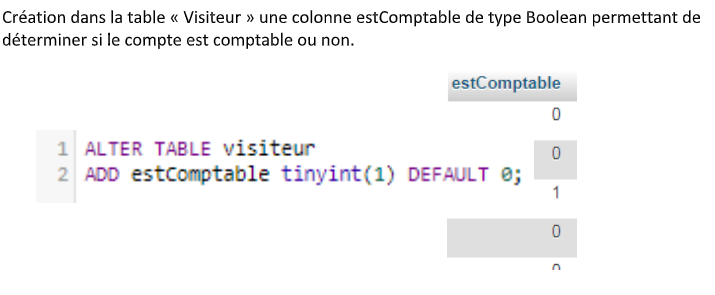 Création dans la table « Visiteur » une colonne estComptable de type Boolean permettant de
déterminer si le compte est comptable ou non.
estComptable
0
0
1
0
0
1 ALTER TABLE visiteur
2 ADD estComptable tinyint(1) DEFAULT 0;